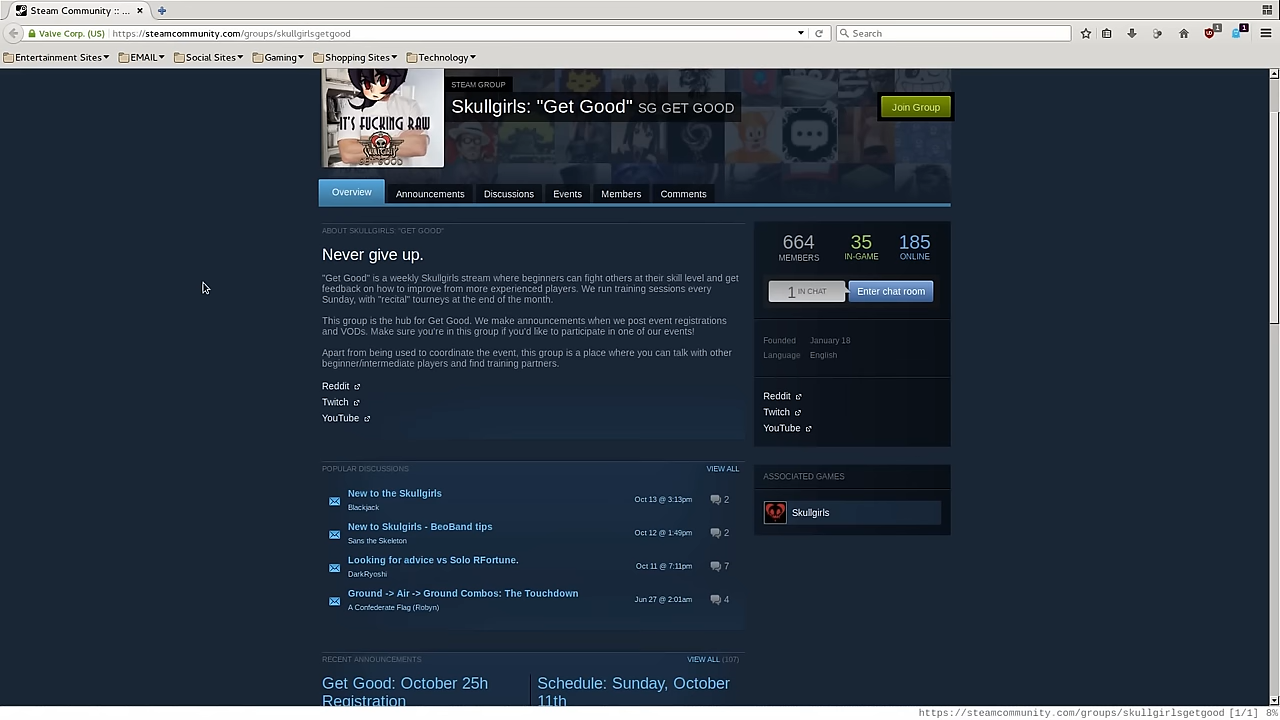 Steam Community :: ...
Valve Corp. (US)
https://steamcommunity.com/groups/skullgirlsgetgood
Search
1
1
Entertainment Sites
EMAIL
Social Sites
Gaming
Shopping Sites
Technology
IT'S FUCKING RAW
SKULLGIRLS
GET GOOD
STEAM GROUP
Skullgirls: "Get Good" SG GET GOOD
Join Group
Overview
Announcements
Discussions
Events
Members
Comments
ABOUT SKULLGIRLS: "GET GOOD"
Never give up.
"Get Good" is a weekly Skullgirls stream where beginners can fight others at their skill level and get
feedback on how to improve from more experienced players. We run training sessions every
Sunday, with "recital" tourneys at the end of the month.
This group is the hub for Get Good. We make announcements when we post event registrations
and VODs. Make sure you're in this group if you'd like to participate in one of our events!
Apart from being used to coordinate the event, this group is a place where you can talk with other
beginner/intermediate players and find training partners.
Reddit
Twitch
YouTube
664
MEMBERS
35
IN-GAME
185
ONLINE
1 IN CHAT
Enter chat room
Founded January 18
Language English
Reddit
Twitch
YouTube
ASSOCIATED GAMES
Skullgirls
POPULAR DISCUSSIONS
VIEW ALL
New to the Skullgirls
Blackjack
Oct 13 @ 3:13pm
2
New to Skulgirls - BeoBand tips
Sans the Skeleton
Oct 12 @ 1:49pm
2
Looking for advice vs Solo RFortune.
DarkRyoshi
Oct 11 @ 7:11pm
7
Ground -> Air -> Ground Combos: The Touchdown
A Confederate Flag (Robyn)
Jun 27 @ 2:01am
4
RECENT ANNOUNCEMENTS
VIEW ALL (107)
Get Good: October 25h
Registration
Schedule: Sunday, October
11th
https://steamcommunity.com/groups/skullgirlsgetgood [1/1] 8%